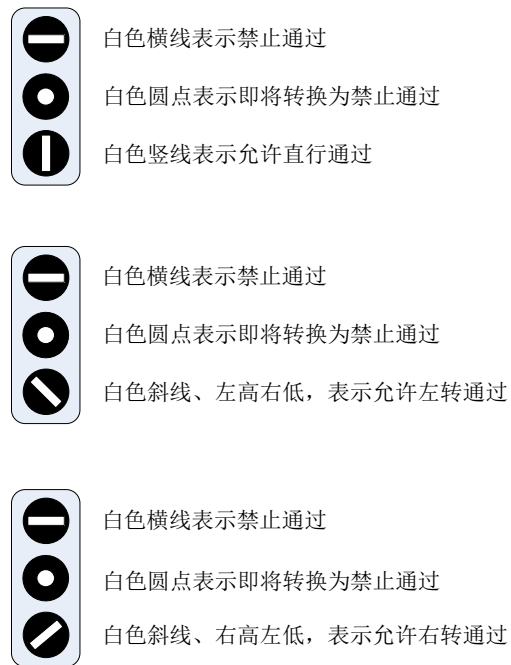 白色横线表示禁止通过
白色圆点表示即将转换为禁止通过
白色竖线表示允许直行通过
白色横线表示禁止通过
白色圆点表示即将转换为禁止通过
白色斜线、左高右低，表示允许左转通过
白色横线表示禁止通过
白色圆点表示即将转换为禁止通过
白色斜线、右高左低，表示允许右转通过